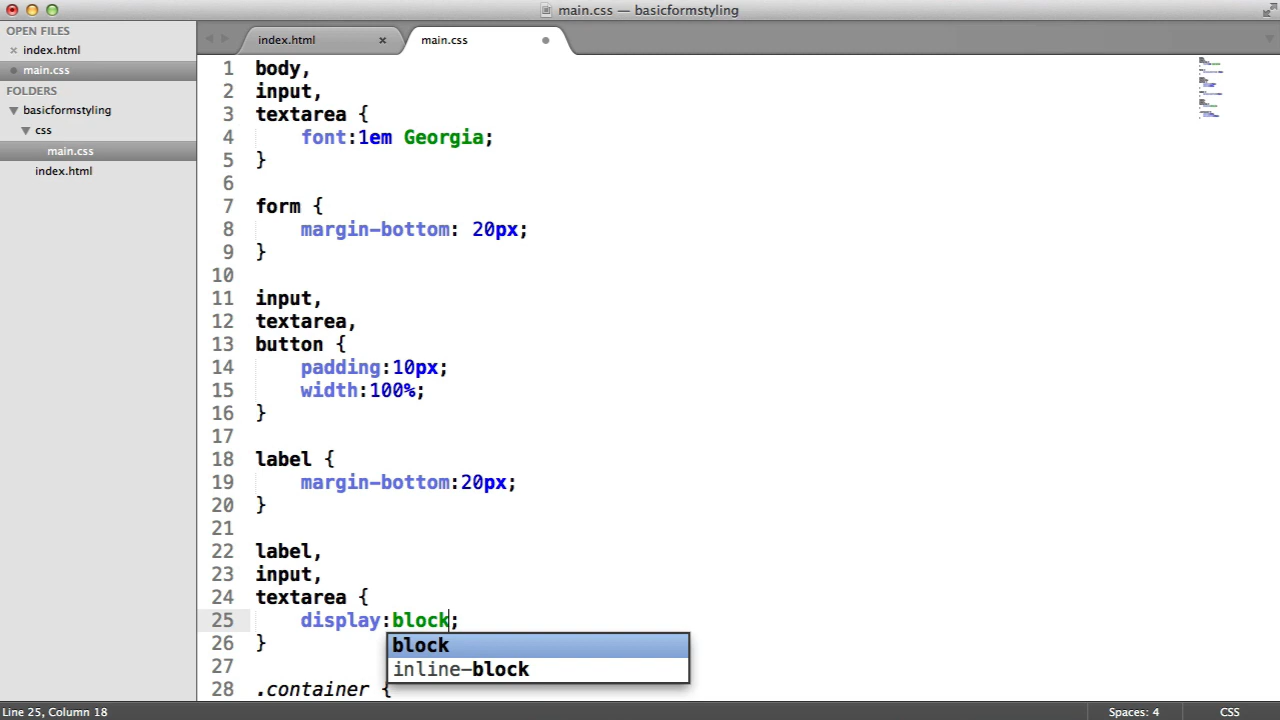 main.css — basicformstyling
OPEN FILES
index.html
main.css
FOLDERS
basicformstyling
css
main.css
index.html
index.html
main.css
1 body,
2 input,
3 textarea {
4 font:1em Georgia;
5 }
6
7 form {
8 margin-bottom: 20px;
9 }
10
11 input,
12 textarea,
13 button {
14 padding:10px;
15 width:100%;
16 }
17
18 label {
19 margin-bottom:20px;
20 }
21
22 label,
23 input,
24 textarea {
25 display:block;
26 }
block
inline-block
27
28 .container {
Line 25, Column 18
Spaces: 4
CSS